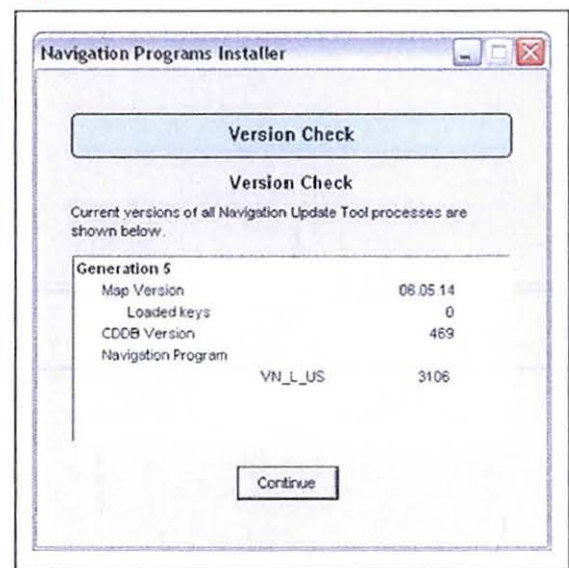 Navigation Programs Installer
Version Check
Version Check
Current versions of all Navigation Update Tool processes are
shown below.
Generation 5
Map Version 06.05.14
Loaded keys 0
CDDB Version 469
Navigation Program
VN_L_US 3106
Continue